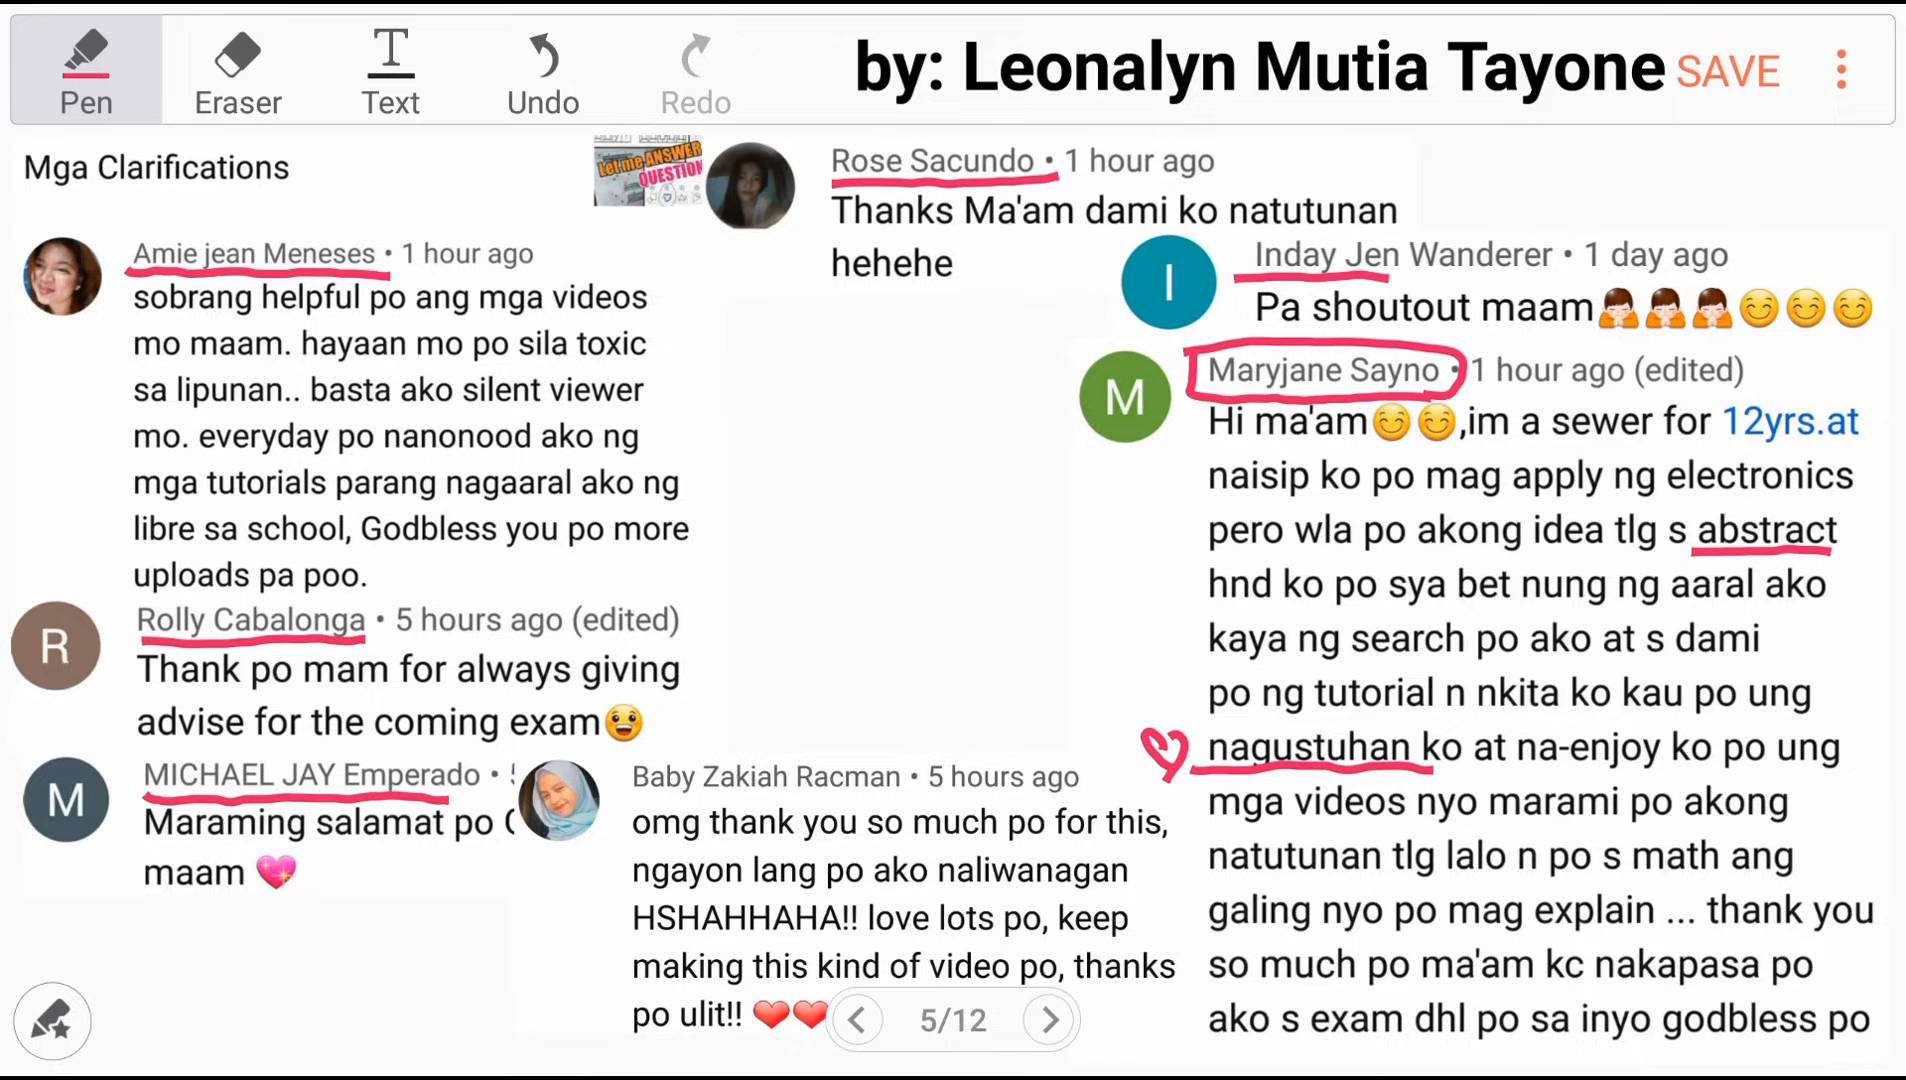 Pen
Eraser
Text
Undo
Redo
by: Leonalyn Mutia Tayone
SAVE
Mga Clarifications
Let me ANSWER
QUESTION
Amie jean Meneses • 1 hour ago
sobrang helpful po ang mga videos
mo maam. hayaan mo po sila toxic
sa lipunan.. basta ako silent viewer
mo. everyday po nanonood ako ng
mga tutorials parang nagaaral ako ng
libre sa school, Godbless you po more
uploads pa poo.
Rolly Cabalonga • 5 hours ago (edited)
Thank po mam for always giving
advise for the coming exam😀
MICHAEL JAY Emperado •
Maraming salamat po
maam 💖
Rose Sacundo • 1 hour ago
Thanks Ma'am dami ko natutunan
hehehe
Baby Zakiah Racman • 5 hours ago
omg thank you so much po for this,
ngayon lang po ako naliwanagan
HSHAHHAHA!! love lots po, keep
making this kind of video po, thanks
po ulit!! ❤❤
I
Inday Jen Wanderer • 1 day ago
Pa shoutout maam🙏🙏🙏😊😊😊
M
Maryjane Sayno • 1 hour ago (edited)
Hi ma'am😊😊,im a sewer for 12yrs.at
naisip ko po mag apply ng electronics
pero wla po akong idea tlg s abstract
hnd ko po sya bet nung ng aaral ako
kaya ng search po ako at s dami
po ng tutorial n nkita ko kau po ung
nagustuhan ko at na-enjoy ko po ung
mga videos nyo marami po akong
natutunan tlg lalo n po s math ang
galing nyo po mag explain ... thank you
so much po ma'am kc nakapasa po
ako s exam dhl po sa inyo godbless po
R
M
5/12